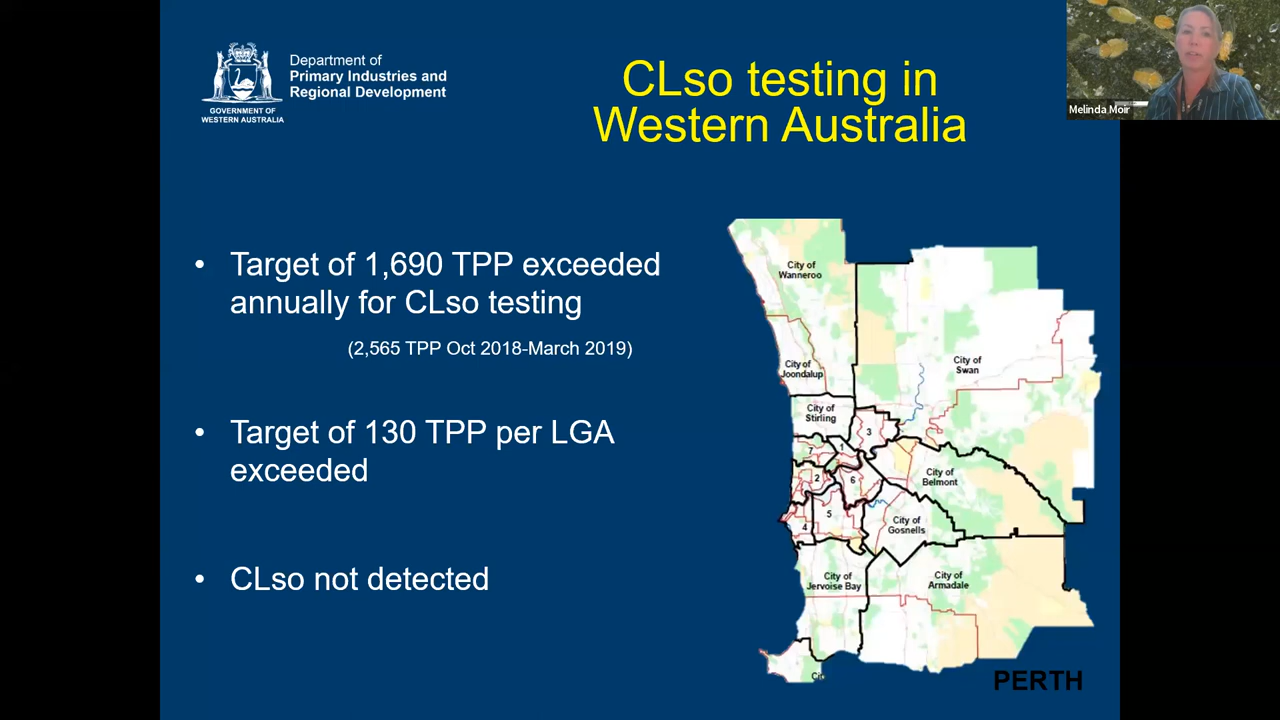 Department of
Primary Industries and
Regional Development
GOVERNMENT OF
WESTERN AUSTRALIA
CLso testing in
Western Australia
Melinda Moir
• Target of 1,690 TPP exceeded
annually for CLso testing
(2,565 TPP Oct 2018-March 2019)
• Target of 130 TPP per LGA
exceeded
• CLso not detected
City of
Wanneroo
City of
Joondalup
City of
Swan
City of
Stirling
3
1
7
2
6
City of
Belmont
5
4
City of
Gosnells
City of
Jervoise Bay
City of
Armadale
PERTH